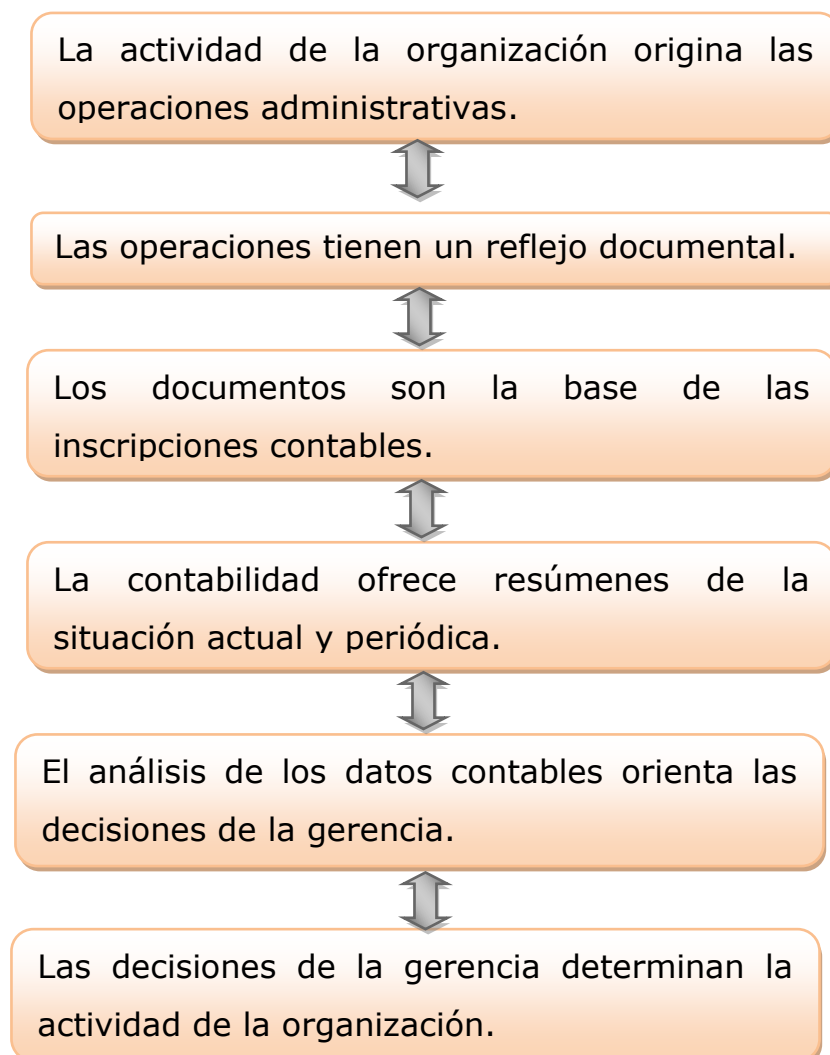 La actividad de la organización origina las
operaciones administrativas.
Las operaciones tienen un reflejo documental.
Los documentos son la base de las
inscripciones contables.
La contabilidad ofrece resúmenes de la
situación actual y periódica.
El análisis de los datos contables orienta las
decisiones de la gerencia.
Las decisiones de la gerencia determinan la
actividad de la organización.